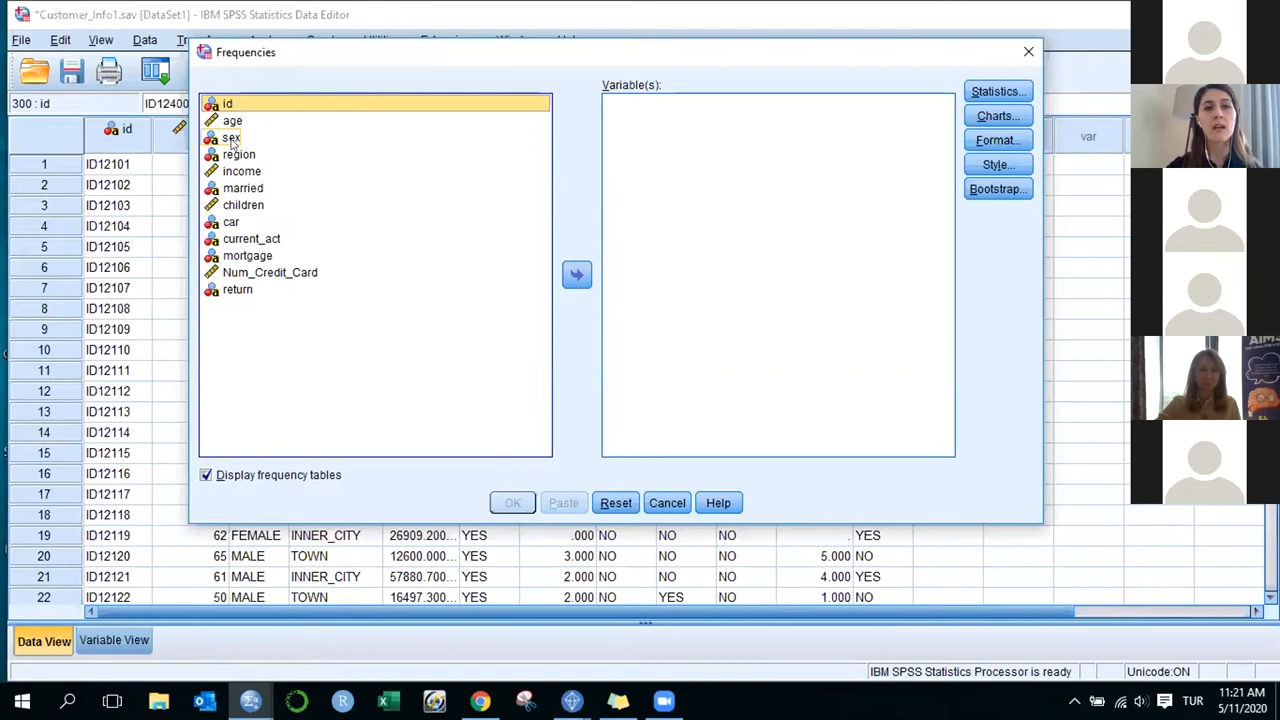 *Customer_Info1.sav [DataSet1] - IBM SPSS Statistics Data Editor
File Edit View Data
Frequencies
Variable(s):
300 : id ID12400
id
age
sex
region
income
married
children
car
current_act
mortgage
Num_Credit_Card
return
Statistics...
Charts...
Format...
Style...
Bootstrap...
Display frequency tables
OK Paste Reset Cancel Help
id var
1 ID12101
2 ID12102
3 ID12103
4 ID12104
5 ID12105
6 ID12106
7 ID12107
8 ID12108
9 ID12109
10 ID12110
11 ID12111
12 ID12112
13 ID12113
14 ID12114
15 ID12115
16 ID12116
17 ID12117
18 ID12118
19 ID12119 62 FEMALE INNER_CITY 26909.200... YES .000 NO NO NO . YES
20 ID12120 65 MALE TOWN 12600.000... YES 3.000 NO NO NO 5.000 NO
21 ID12121 61 MALE INNER_CITY 57880.700... YES 2.000 NO NO NO 4.000 YES
22 ID12122 50 MALE TOWN 16497.300... YES 2.000 NO YES NO 1.000 NO
Data View Variable View
IBM SPSS Statistics Processor is ready Unicode:ON
TUR
11:21 AM
5/11/2020
AIMS